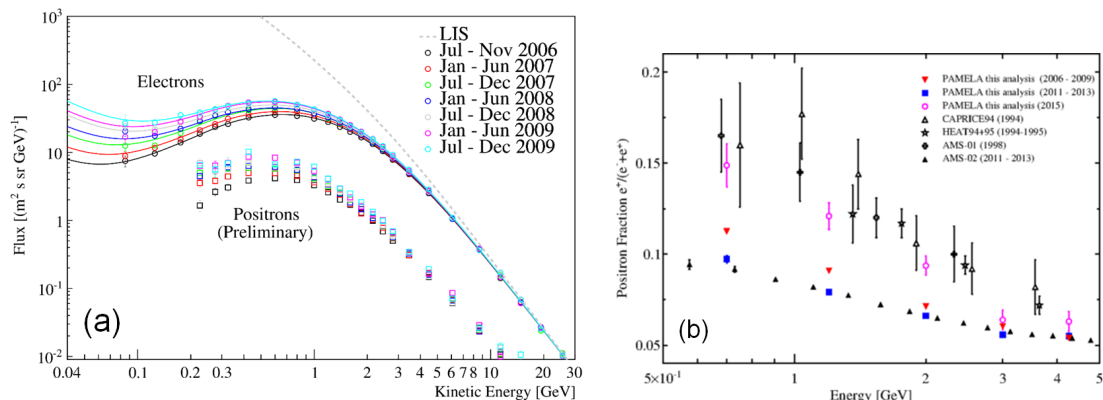 10³
10²
10
1
10⁻¹
10⁻²
Flux [(m² s sr GeV)⁻¹]
LIS
Jul - Nov 2006
Jan - Jun 2007
Jul - Dec 2007
Jan - Jun 2008
Jul - Dec 2008
Jan - Jun 2009
Jul - Dec 2009
Electrons
Positrons
(Preliminary)
(a)
0.04 0.1 0.2 0.3 1 2 3 4 5 6 7 8 10 20 30
Kinetic Energy [GeV]
0.2
0.15
0.1
0.05
Positron Fraction e⁺/(e⁻+e⁺)
PAMELA this analysis (2006 - 2009)
PAMELA this analysis (2011 - 2013)
PAMELA this analysis (2015)
CAPRICE94 (1994)
HEAT94+95 (1994-1995)
AMS-01 (1998)
AMS-02 (2011 - 2013)
(b)
5×10⁻¹ 1 2 3 4 5
Energy [GeV]